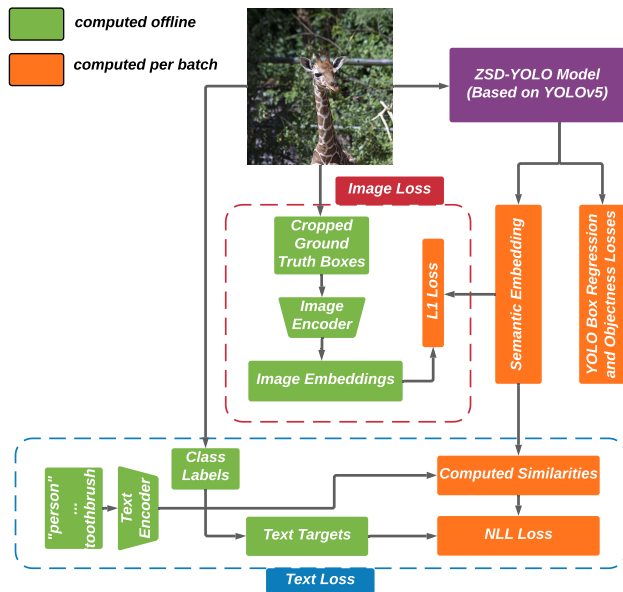 computed offline
computed per batch
ZSD-YOLO Model
(Based on YOLOv5)
Image Loss
Cropped
Ground
Truth Boxes
Image
Encoder
Image Embeddings
L1 Loss
Semantic Embedding
YOLO Box Regression
and Objectness Losses
Class
Labels
"person"
...
toothbrush
Text
Encoder
Computed Similarities
Text Targets
NLL Loss
Text Loss